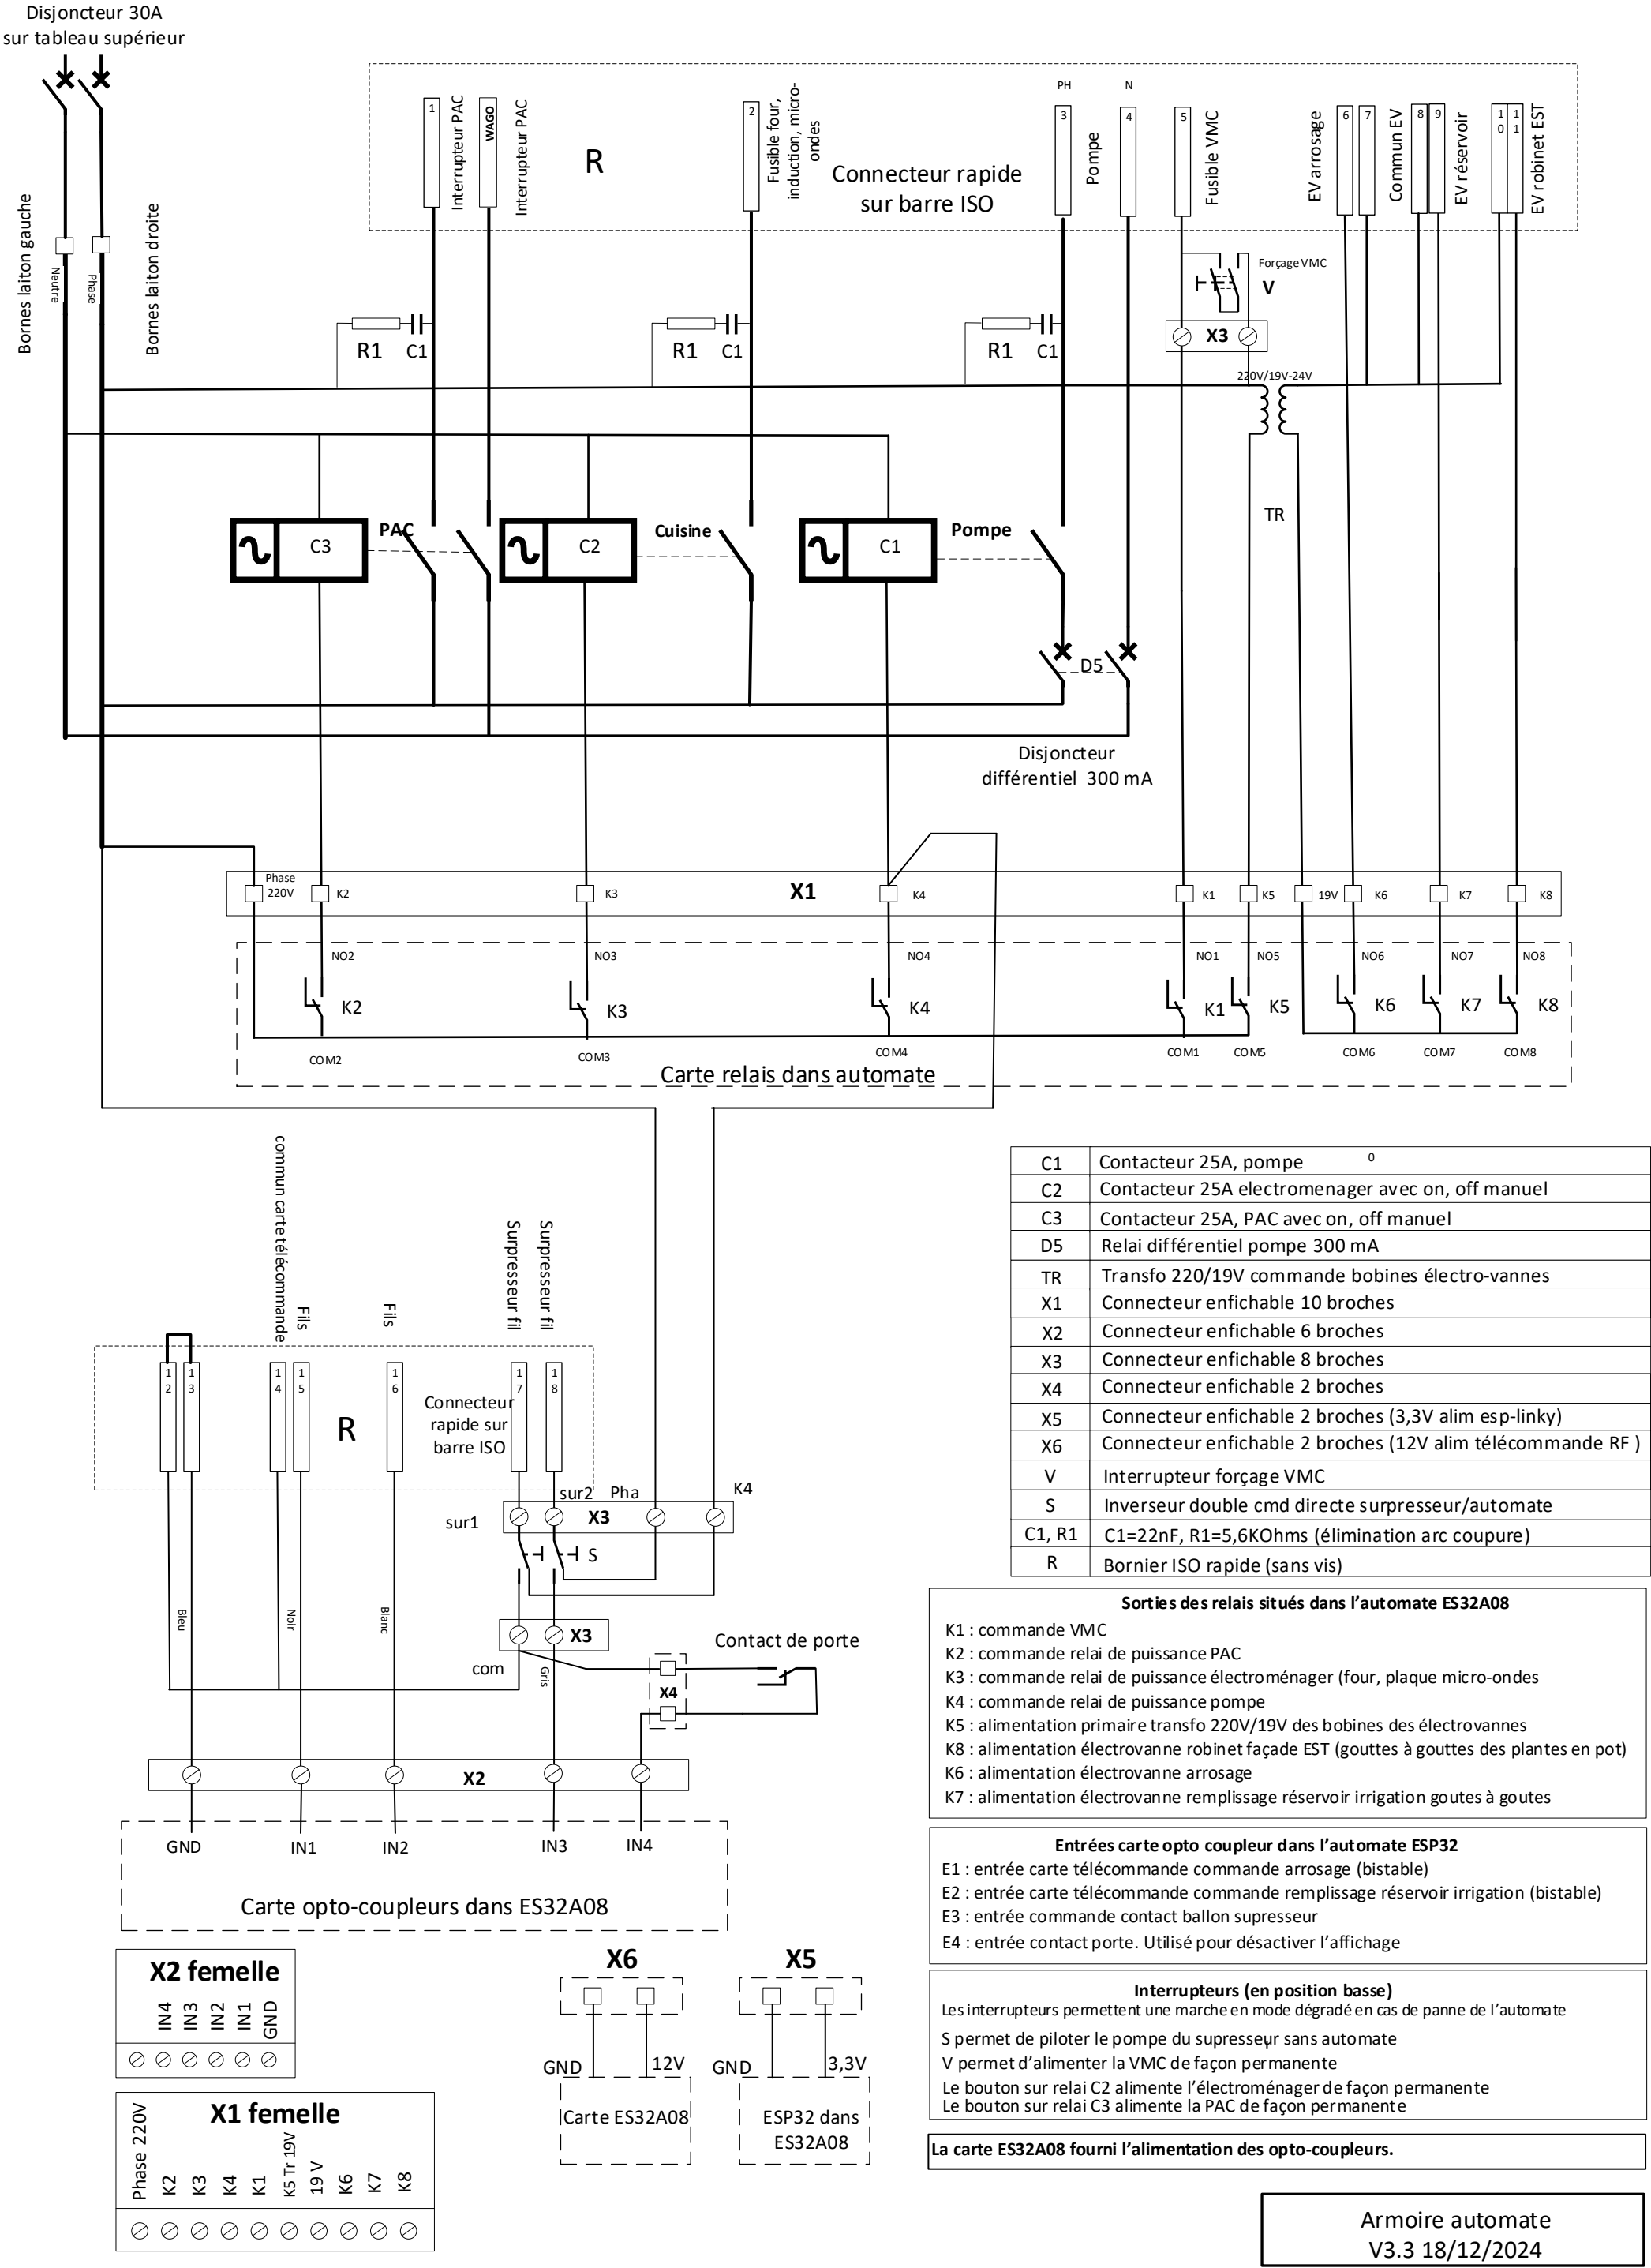 Disjoncteur 30A
sur tableau supérieur
Bornes laiton gauche
Neutre
Phase
Bornes laiton droite
1
Interrupteur PAC
WAGO
Interrupteur PAC
R
2
Fusible four,
induction, micro-
ondes
Connecteur rapide
sur barre ISO
PH
N
3
Pompe
4
5
Fusible VMC
EV arrosage
6
7
Commun EV
8
9
EV réservoir
1
0
1
1
EV robinet EST
Forçage VMC
V
X3
R1
C1
R1
C1
R1
C1
220V/19V-24V
TR
C3
PAC
C2
Cuisine
C1
Pompe
D5
Disjoncteur
différentiel 300 mA
Phase
220V
K2
K3
X1
K4
K1
K5
19V
K6
K7
K8
NO2
NO3
NO4
NO1
NO5
NO6
NO7
NO8
K2
K3
K4
K1
K5
K6
K7
K8
COM2
COM3
COM4
COM1
COM5
COM6
COM7
COM8
Carte relais dans automate
commun carte télécommande
Fils
Fils
Surpresseur fil
Surpresseur fil
1
2
1
3
1
4
1
5
R
1
6
Connecteur
rapide sur
barre ISO
1
7
1
8
sur1
sur2
Pha
K4
X3
S
Bleu
Noir
Blanc
X3
com
Gris
Contact de porte
X4
X2
GND
IN1
IN2
IN3
IN4
Carte opto-coupleurs dans ES32A08
X2 femelle
IN4
IN3
IN2
IN1
GND
X1 femelle
Phase 220V
K2
K3
K4
K1
K5 Tr 19V
19 V
K6
K7
K8
X6
GND
12V
Carte ES32A08
X5
GND
3,3V
ESP32 dans
ES32A08
C1 Contacteur 25A, pompe 0
C2 Contacteur 25A electromenager avec on, off manuel
C3 Contacteur 25A, PAC avec on, off manuel
D5 Relai différentiel pompe 300 mA
TR Transfo 220/19V commande bobines électro-vannes
X1 Connecteur enfichable 10 broches
X2 Connecteur enfichable 6 broches
X3 Connecteur enfichable 8 broches
X4 Connecteur enfichable 2 broches
X5 Connecteur enfichable 2 broches (3,3V alim esp-linky)
X6 Connecteur enfichable 2 broches (12V alim télécommande RF )
V Interrupteur forçage VMC
S Inverseur double cmd directe surpresseur/automate
C1, R1 C1=22nF, R1=5,6KOhms (élimination arc coupure)
R Bornier ISO rapide (sans vis)
Sorties des relais situés dans l’automate ES32A08
K1 : commande VMC
K2 : commande relai de puissance PAC
K3 : commande relai de puissance électroménager (four, plaque micro-ondes
K4 : commande relai de puissance pompe
K5 : alimentation primaire transfo 220V/19V des bobines des électrovannes
K8 : alimentation électrovanne robinet façade EST (gouttes à gouttes des plantes en pot)
K6 : alimentation électrovanne arrosage
K7 : alimentation électrovanne remplissage réservoir irrigation goutes à goutes
Entrées carte opto coupleur dans l’automate ESP32
E1 : entrée carte télécommande commande arrosage (bistable)
E2 : entrée carte télécommande commande remplissage réservoir irrigation (bistable)
E3 : entrée commande contact ballon supresseur
E4 : entrée contact porte. Utilisé pour désactiver l’affichage
Interrupteurs (en position basse)
Les interrupteurs permettent une marche en mode dégradé en cas de panne de l’automate
S permet de piloter le pompe du supresseur sans automate
V permet d’alimenter la VMC de façon permanente
Le bouton sur relai C2 alimente l’électroménager de façon permanente
Le bouton sur relai C3 alimente la PAC de façon permanente
La carte ES32A08 fourni l’alimentation des opto-coupleurs.
Armoire automate
V3.3 18/12/2024